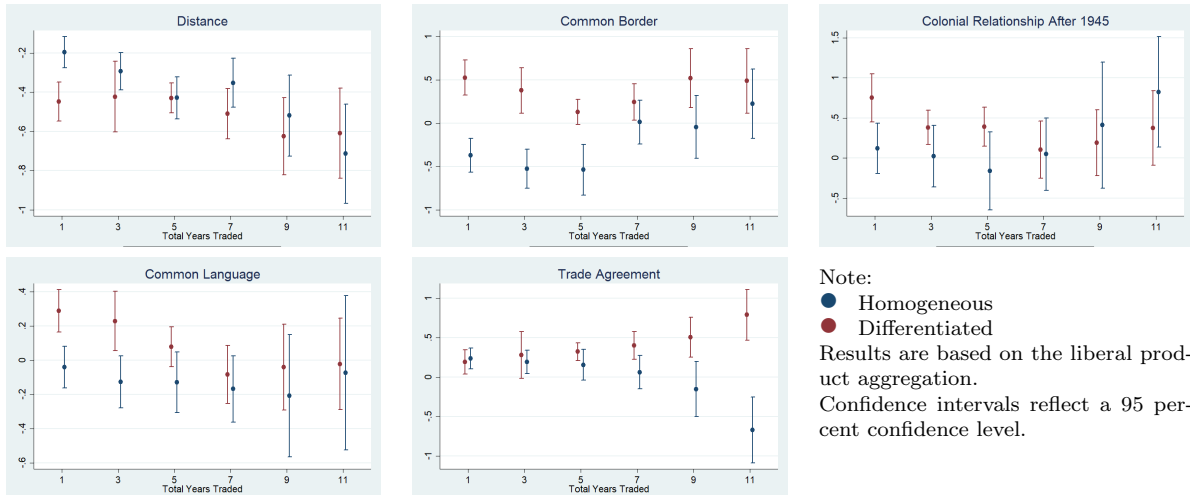 Distance
-.2
-.4
-.6
-.8
-1
1 3 5 7 9 11
Total Years Traded
Common Border
1
.5
0
-.5
-1
1 3 5 7 9 11
Total Years Traded
Colonial Relationship After 1945
1.5
1
.5
0
-.5
1 3 5 7 9 11
Total Years Traded
Common Language
.4
.2
0
-.2
-.4
-.6
1 3 5 7 9 11
Total Years Traded
Trade Agreement
1
.5
0
-.5
-1
1 3 5 7 9 11
Total Years Traded
Note:
Homogeneous
Differentiated
Results are based on the liberal prod-
uct aggregation.
Confidence intervals reflect a 95 per-
cent confidence level.